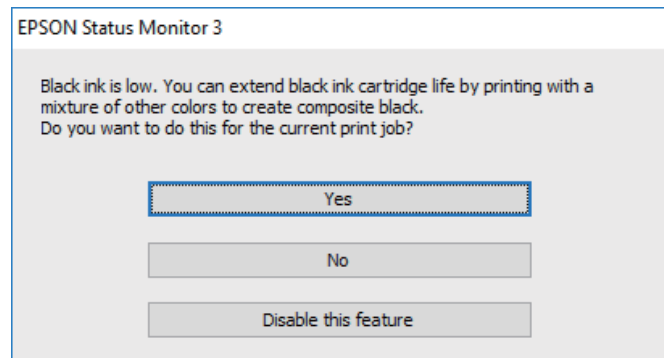 EPSON Status Monitor 3
Black ink is low. You can extend black ink cartridge life by printing with a
mixture of other colors to create composite black.
Do you want to do this for the current print job?
Yes
No
Disable this feature